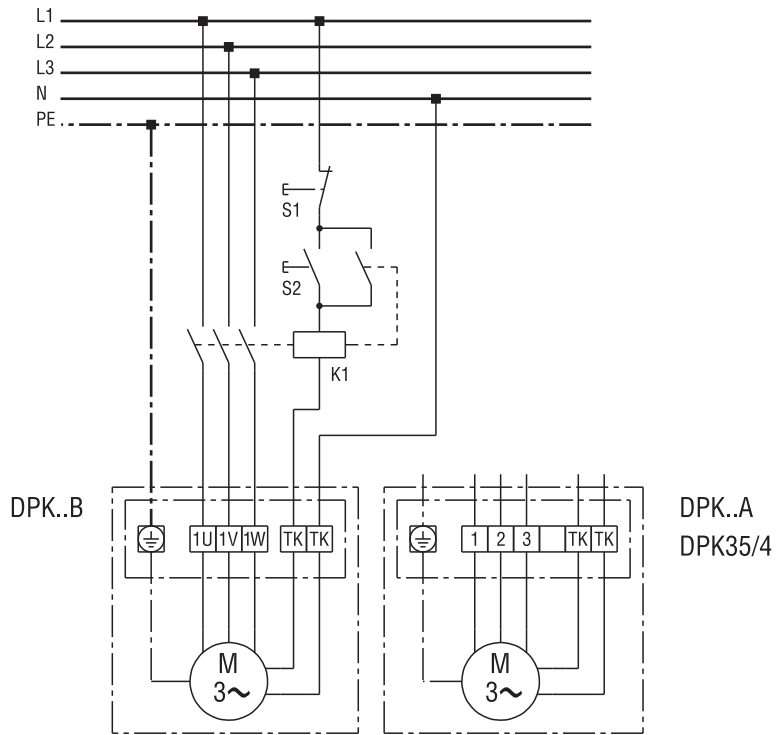 L1
L2
L3
N
PE
S1
S2
K1
DPK..B
1U 1V 1W TK TK
M
3~
1 2 3 TK TK
M
3~
DPK..A
DPK35/4